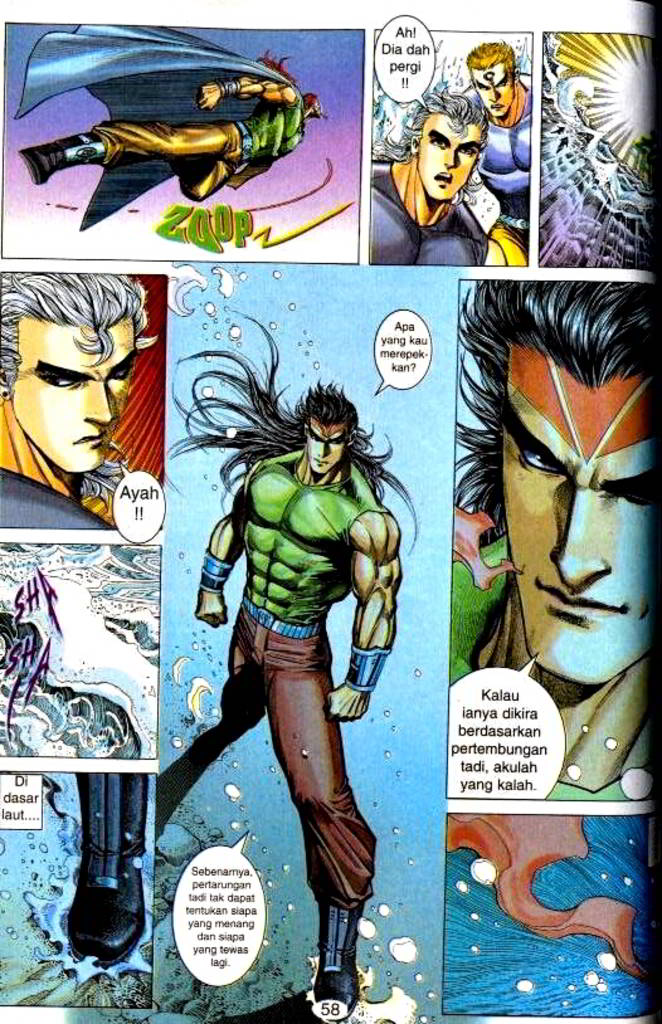 Ah!
Dia dah
pergi
!!
ZOOP
Ayah
!!
Apa
yang kau
merepek-
kan?
SHA
SHA
Kalau
ianya dikira
berdasarkan
pertembungan
tadi, akulah
yang kalah.
Di
dasar
laut....
Sebenarnya,
pertarungan
tadi tak dapat
tentukan siapa
yang menang
dan siapa
yang tewas
lagi.
58